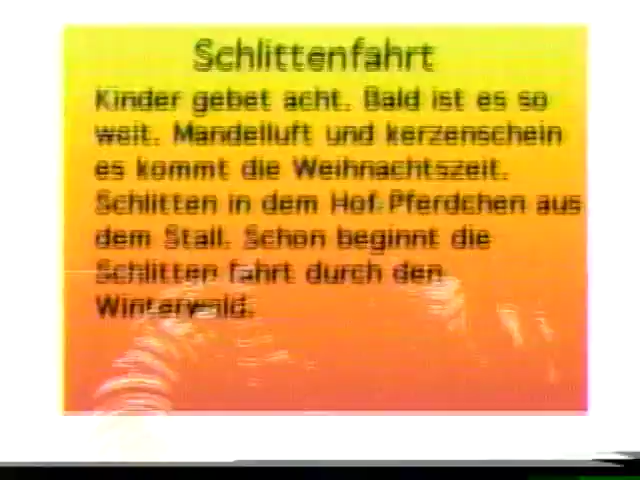 Schlittenfahrt
Kinder gebet acht. Bald ist es so
weit. Mandelluft und kerzenschein
es kommt die Weihnachtszeit.
Schlitten in dem Hof Pferdchen aus
dem Stall. Schon beginnt die
Schlitten fahrt durch den
Winterwald.